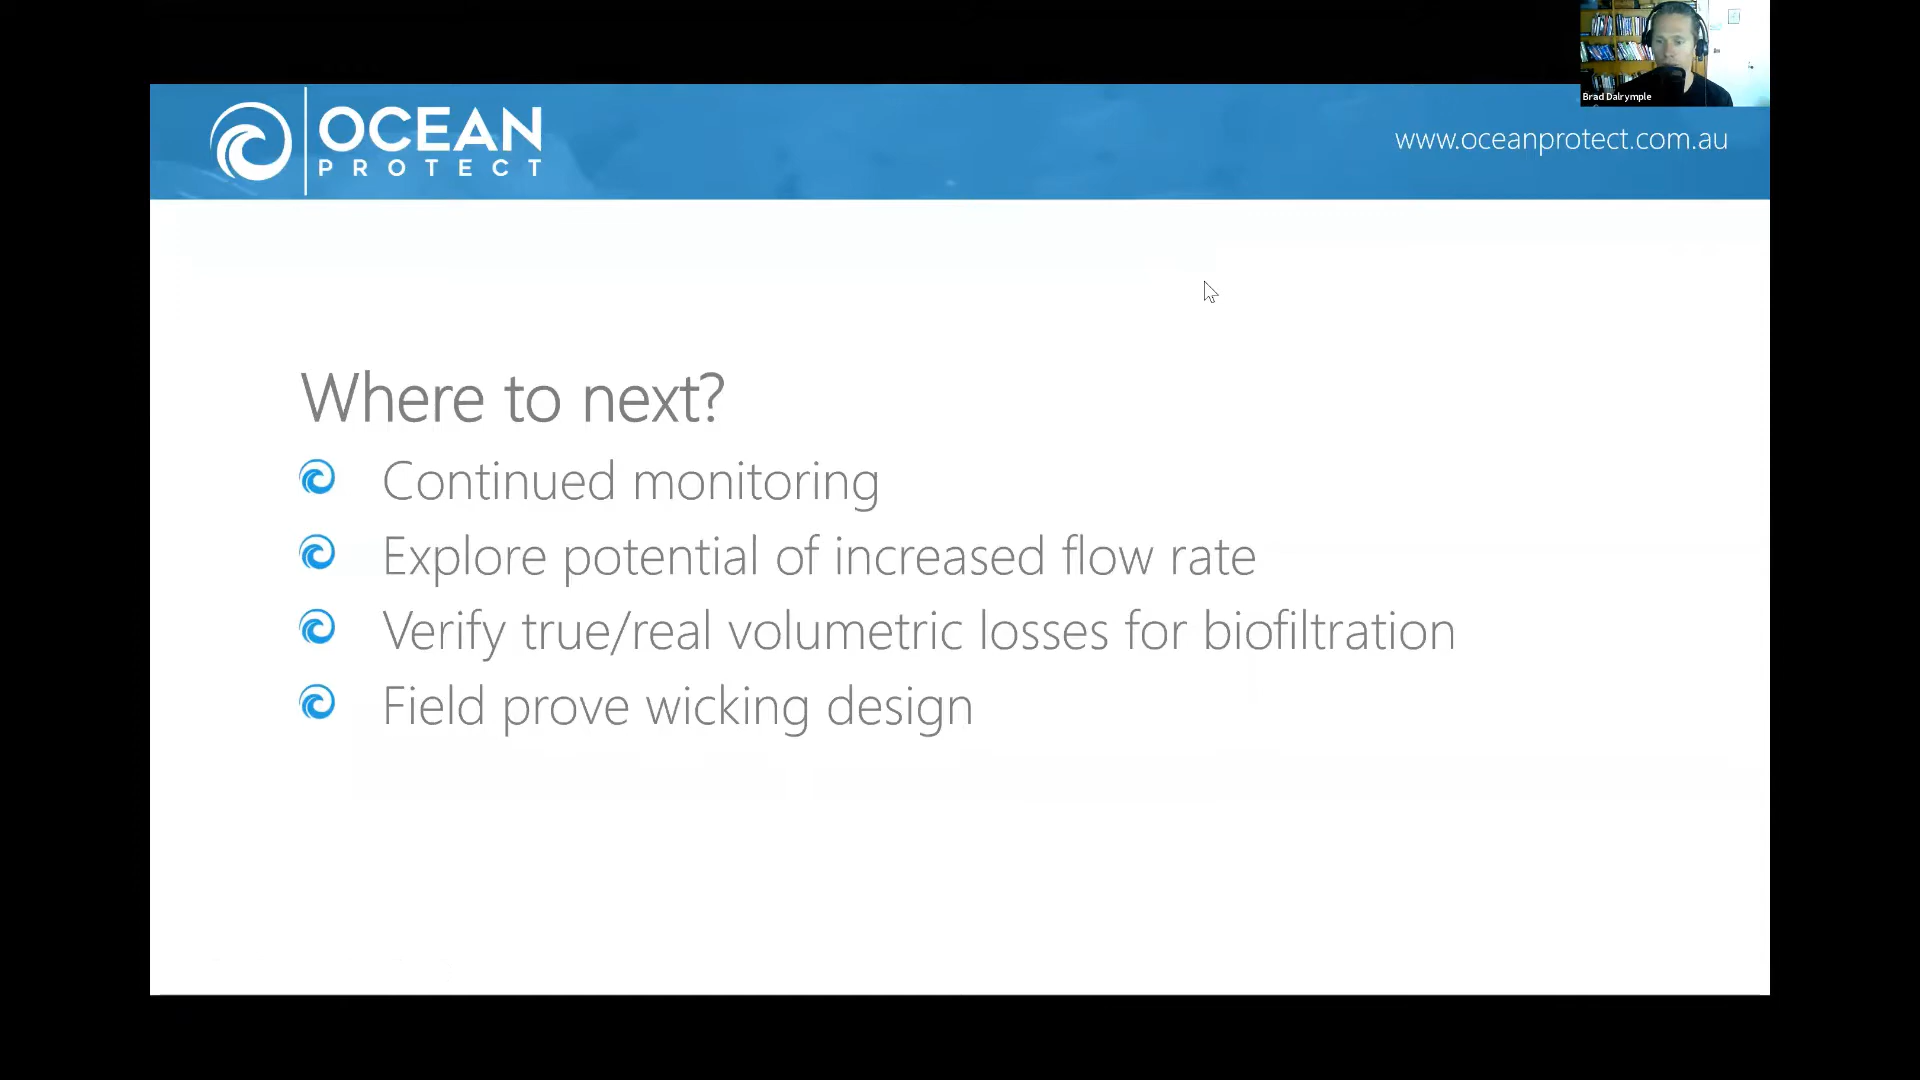 Brad Dalrymple
OCEAN
PROTECT
www.oceanprotect.com.au
Where to next?
Continued monitoring
Explore potential of increased flow rate
Verify true/real volumetric losses for biofiltration
Field prove wicking design